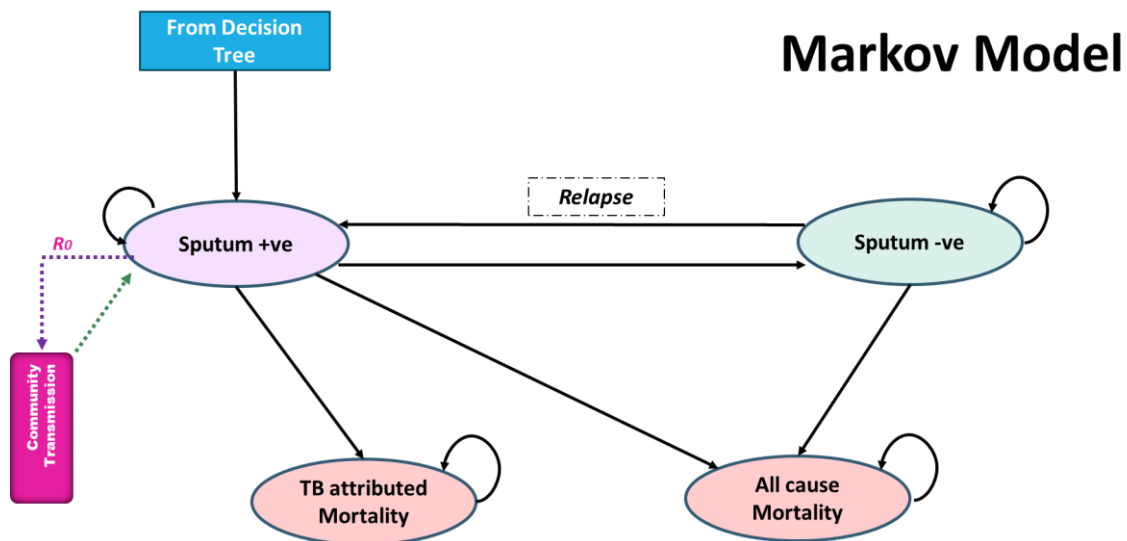 From Decision
Tree
Markov Model
Relapse
Sputum +ve
Sputum -ve
R0
Community
Transmission
TB attributed
Mortality
All cause
Mortality